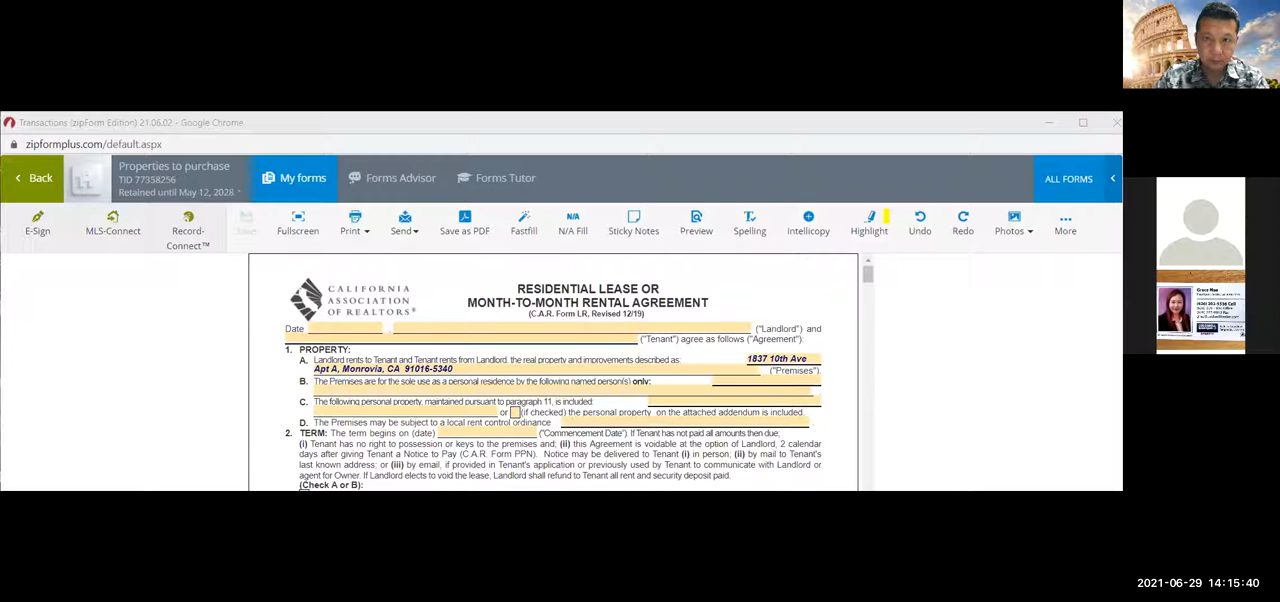 Transactions (zipForm Edition) 21.06.02 - Google Chrome
zipformplus.com/default.aspx
Back
Properties to purchase
TID 77358256
Retained until May 12, 2028
My forms
Forms Advisor
Forms Tutor
ALL FORMS
E-Sign
MLS-Connect
Record-Connect™
Save
Fullscreen
Print
Send
Save as PDF
Fastfill
N/A
N/A Fill
Sticky Notes
Preview
Spelling
Intellicopy
Highlight
Undo
Redo
Photos
More
CALIFORNIA
ASSOCIATION
OF REALTORS®
RESIDENTIAL LEASE OR
MONTH-TO-MONTH RENTAL AGREEMENT
(C.A.R. Form LR, Revised 12/19)
Date , ("Landlord") and
("Tenant") agree as follows ("Agreement"):
1. PROPERTY:
A. Landlord rents to Tenant and Tenant rents from Landlord, the real property and improvements described as: 1837 10th Ave
Apt A, Monrovia, CA 91016-5340 ("Premises").
B. The Premises are for the sole use as a personal residence by the following named person(s) only:
.
C. The following personal property, maintained pursuant to paragraph 11, is included:
or (if checked) the personal property on the attached addendum is included.
D. The Premises may be subject to a local rent control ordinance .
2. TERM: The term begins on (date) ("Commencement Date"). If Tenant has not paid all amounts then due;
(i) Tenant has no right to possession or keys to the premises and; (ii) this Agreement is voidable at the option of Landlord, 2 calendar
days after giving Tenant a Notice to Pay (C.A.R. Form PPN). Notice may be delivered to Tenant (i) in person; (ii) by mail to Tenant's
last known address; or (iii) by email, if provided in Tenant's application or previously used by Tenant to communicate with Landlord or
agent for Owner. If Landlord elects to void the lease, Landlord shall refund to Tenant all rent and security deposit paid.
(Check A or B):
Grace Mae
2021-06-29 14:15:40